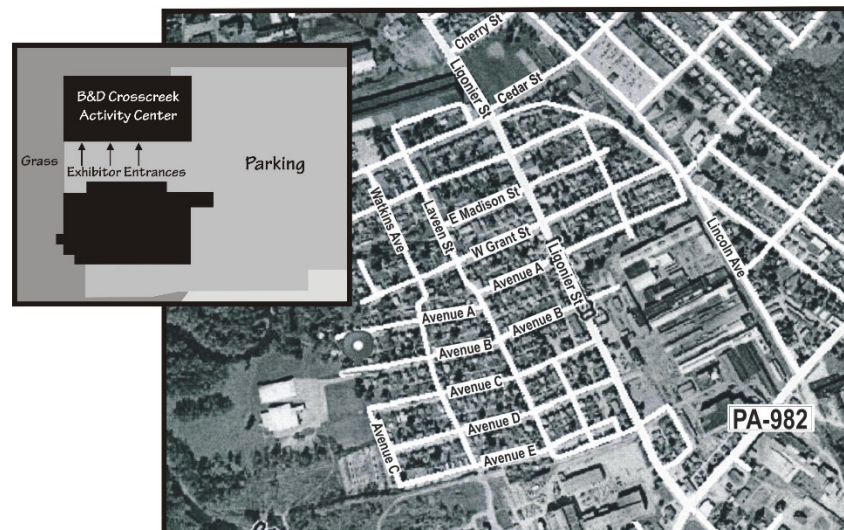 B&D Crosscreek
Activity Center
Grass
Exhibitor Entrances
Parking
Cherry St
Ligonier St
Cedar St
Watkins Ave
Laveen St
E Madison St
W Grant St
Ligonier St
Lincoln Ave
Avenue A
Avenue A
Avenue B
Avenue B
Avenue C
Avenue C
Avenue D
Avenue E
PA-982